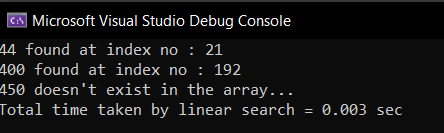 Microsoft Visual Studio Debug Console
44 found at index no : 21
400 found at index no : 192
450 doesn't exist in the array...
Total time taken by linear search = 0.003 sec